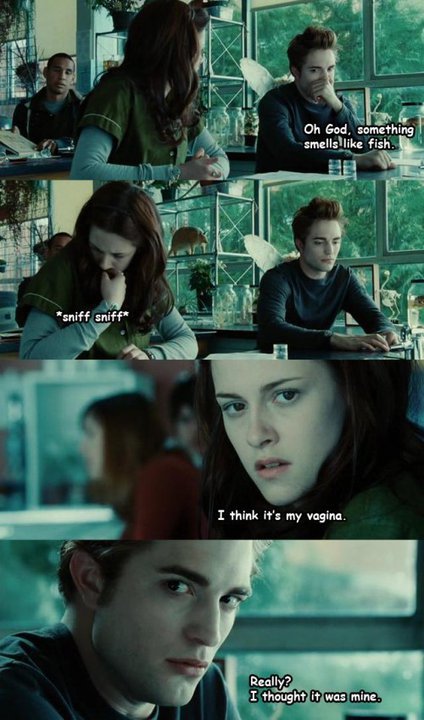 Oh God, something
smells like fish.
*sniff sniff*
I think it's my vagina.
Really?
I thought it was mine.